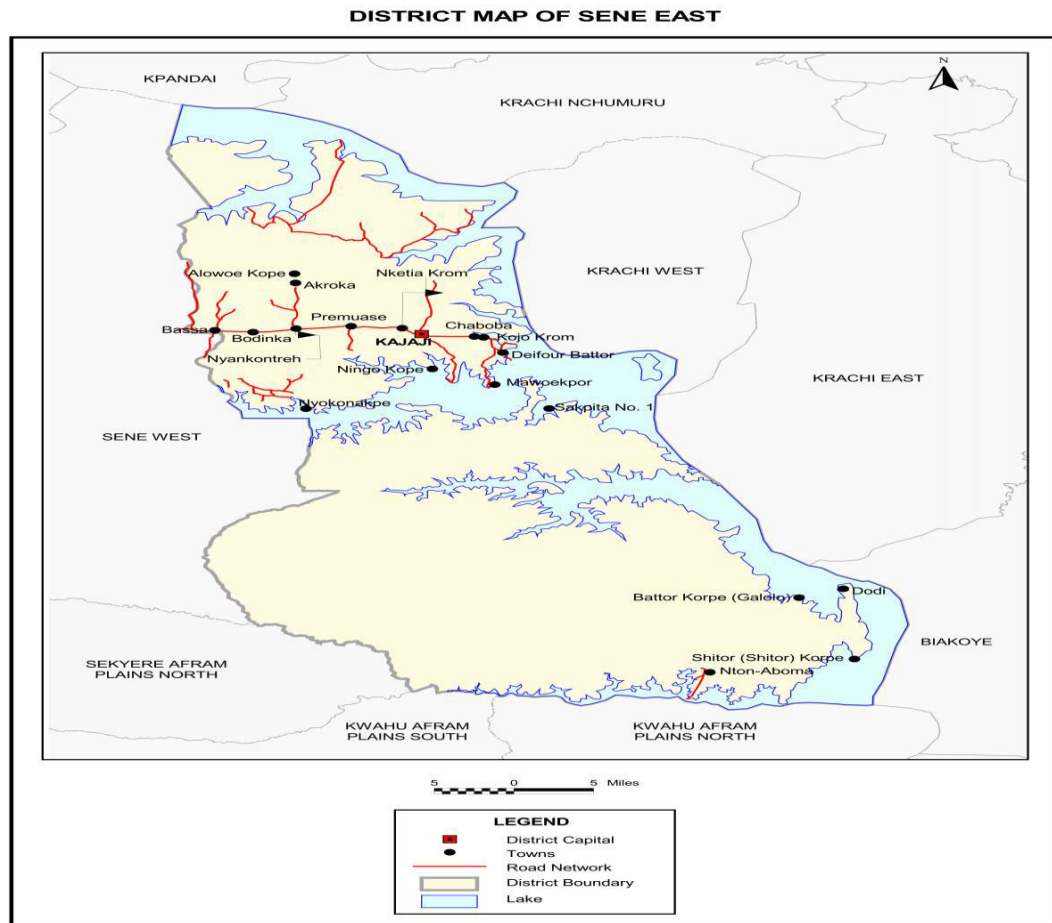 DISTRICT MAP OF SENE EAST
N
KPANDAI
KRACHI NCHUMURU
KRACHI WEST
Alowoe Kope
Nketia Krom
Akroka
Premuase
Chaboba
Bassa
Bodinka
KAJAJI
Kojo Krom
Nyankontreh
Deifour Battor
Ningo Kope
KRACHI EAST
Mawoekpor
Nyokonakpe
Sakpita No. 1
SENE WEST
Battor Korpe (Galelo)
Dodi
BIAKOYE
SEKYERE AFRAM
PLAINS NORTH
Shitor (Shitor) Korpe
Nton-Aboma
KWAHU AFRAM
PLAINS SOUTH
KWAHU AFRAM
PLAINS NORTH
5 0 5 Miles
LEGEND
District Capital
Towns
Road Network
District Boundary
Lake